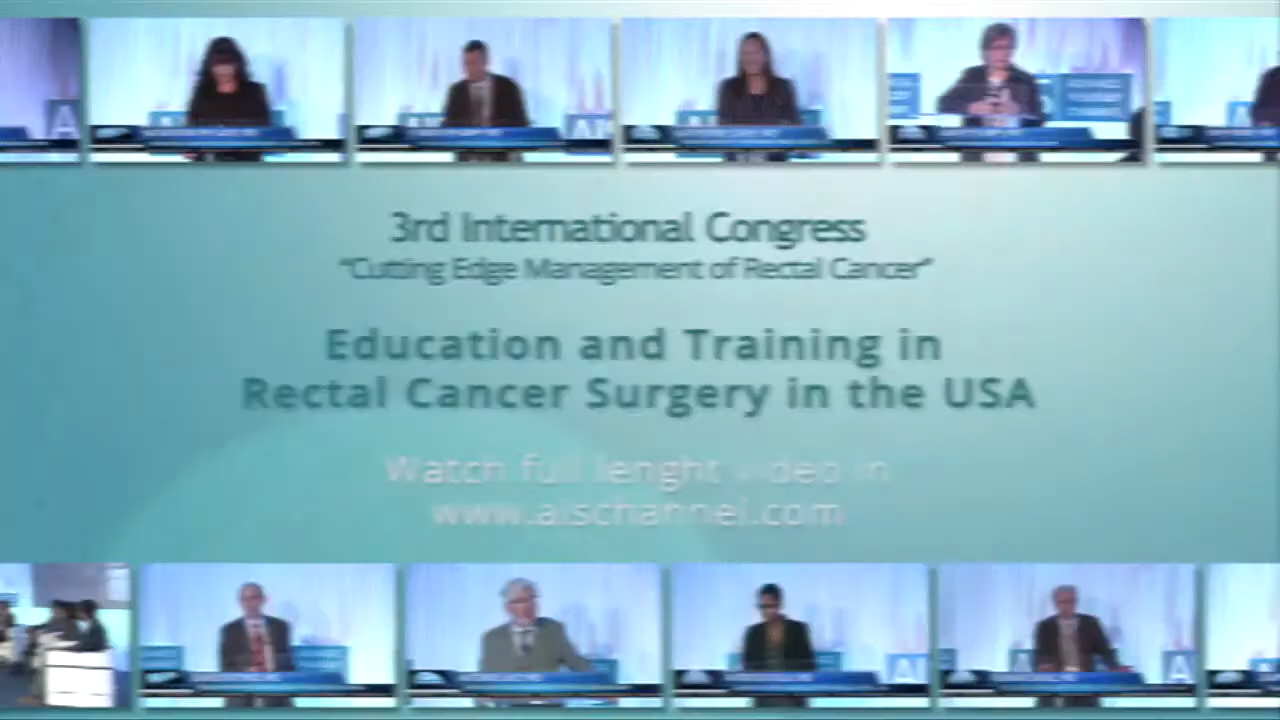 3rd International Congress
"Cutting Edge Management of Rectal Cancer"
Education and Training in
Rectal Cancer Surgery in the USA
Watch full lenght video in
www.aischannel.com